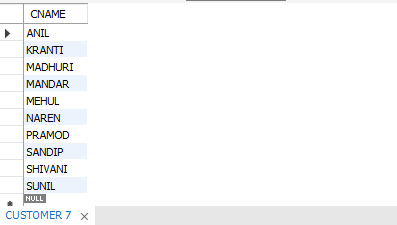 CNAME
ANIL
KRANTI
MADHURI
MANDAR
MEHUL
NAREN
PRAMOD
SANDIP
SHIVANI
SUNIL
NULL
CUSTOMER 7